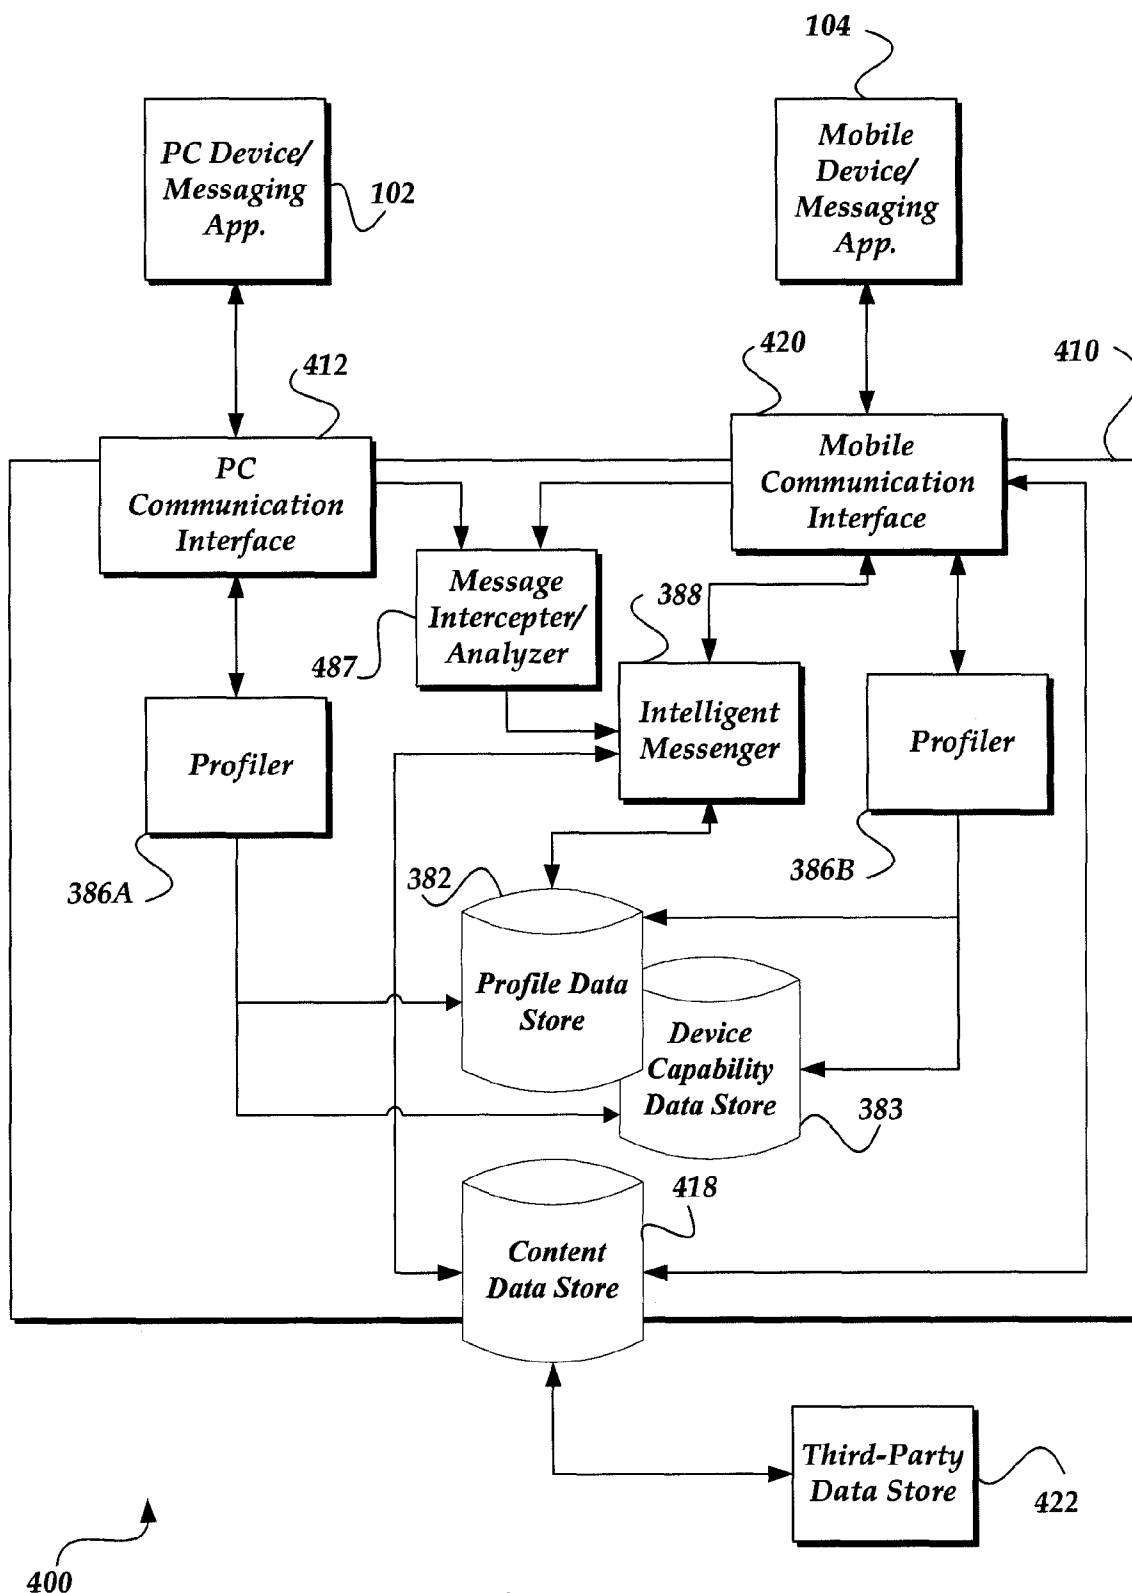 104
PC Device/
Messaging
App.
102
Mobile
Device/
Messaging
App.
412
420
410
PC
Communication
Interface
Mobile
Communication
Interface
Message
Intercepter/
Analyzer
487
388
Intelligent
Messenger
Profiler
Profiler
386A
386B
382
Profile Data
Store
Device
Capability
Data Store
383
418
Content
Data Store
Third-Party
Data Store
422
400